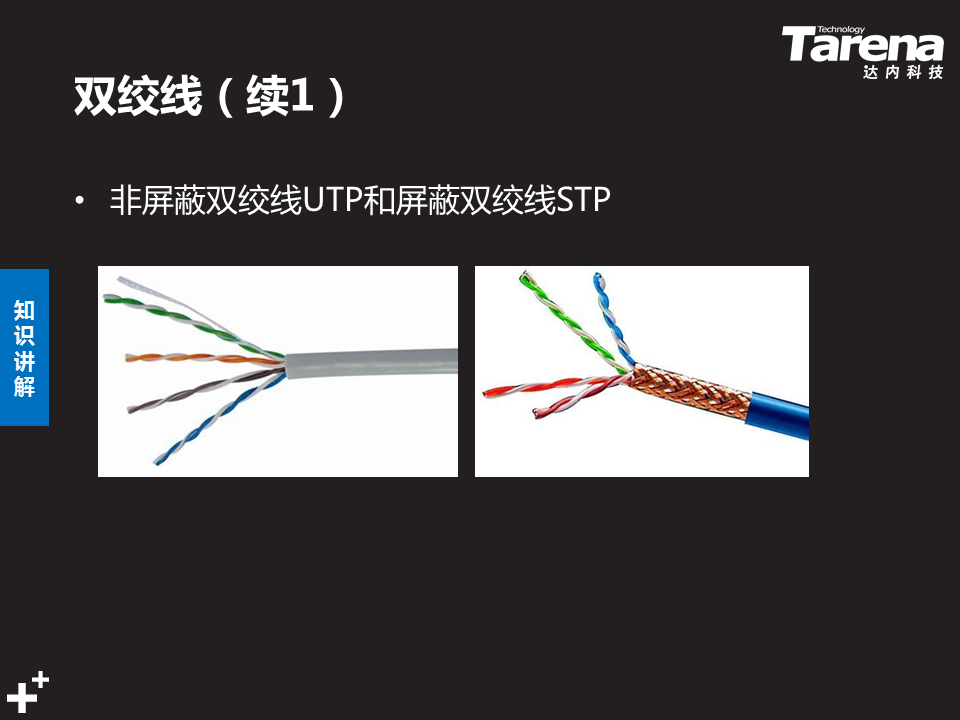 Technology
Tarena
达内科技
双绞线（续1）
• 非屏蔽双绞线UTP和屏蔽双绞线STP
知
识
讲
解